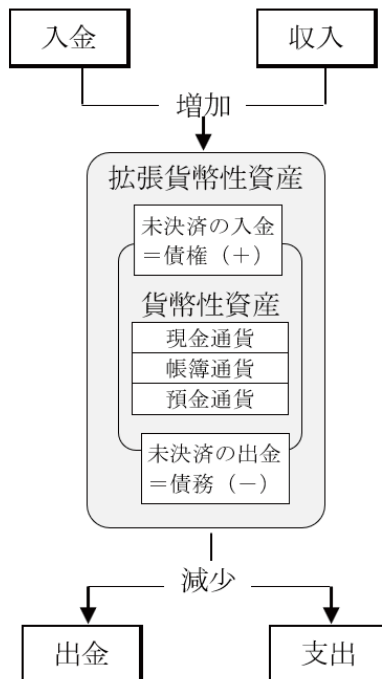 入金
収入
増加
拡張貨幣性資産
未決済の入金
＝債権（＋）
貨幣性資産
現金通貨
帳簿通貨
預金通貨
未決済の出金
＝債務（－）
減少
出金
支出